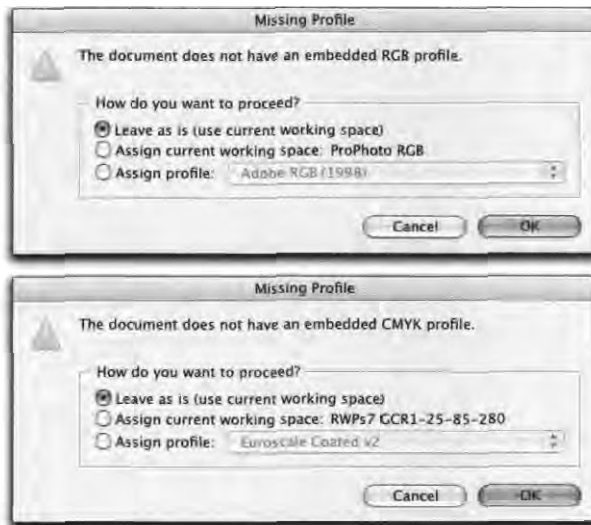 Missing Profile
The document does not have an embedded RGB profile.
How do you want to proceed?
Leave as is (use current working space)
Assign current working space: ProPhoto RGB
Assign profile: Adobe RGB (1998)
Cancel OK
Missing Profile
The document does not have an embedded CMYK profile.
How do you want to proceed?
Leave as is (use current working space)
Assign current working space: RWPs7 GCR1-25-85-280
Assign profile: Euroscale Coated v2
Cancel OK